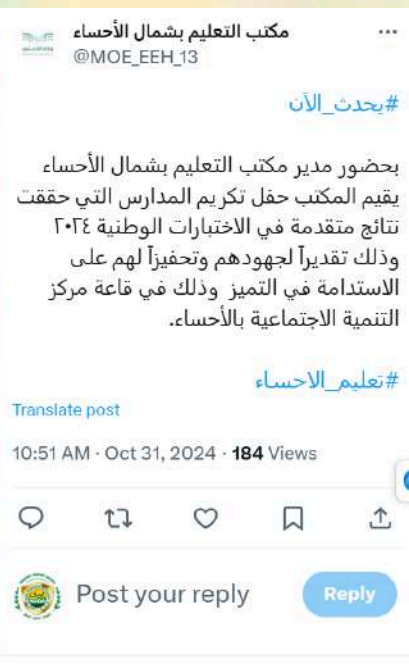 مكتب التعليم بشمال الأحساء
@MOE_EEH_13
#يحدث_الآن
بحضور مدير مكتب التعليم بشمال الأحساء
يقيم المكتب حفل تكريم المدارس التي حققت
نتائج متقدمة في الاختبارات الوطنية ٢٠٢٤
وذلك تقديراً لجهودهم وتحفيزاً لهم على
الاستدامة في التميز وذلك في قاعة مركز
التنمية الاجتماعية بالأحساء.
#تعليم_الاحساء
Translate post
10:51 AM · Oct 31, 2024 · 184 Views
Post your reply
Reply